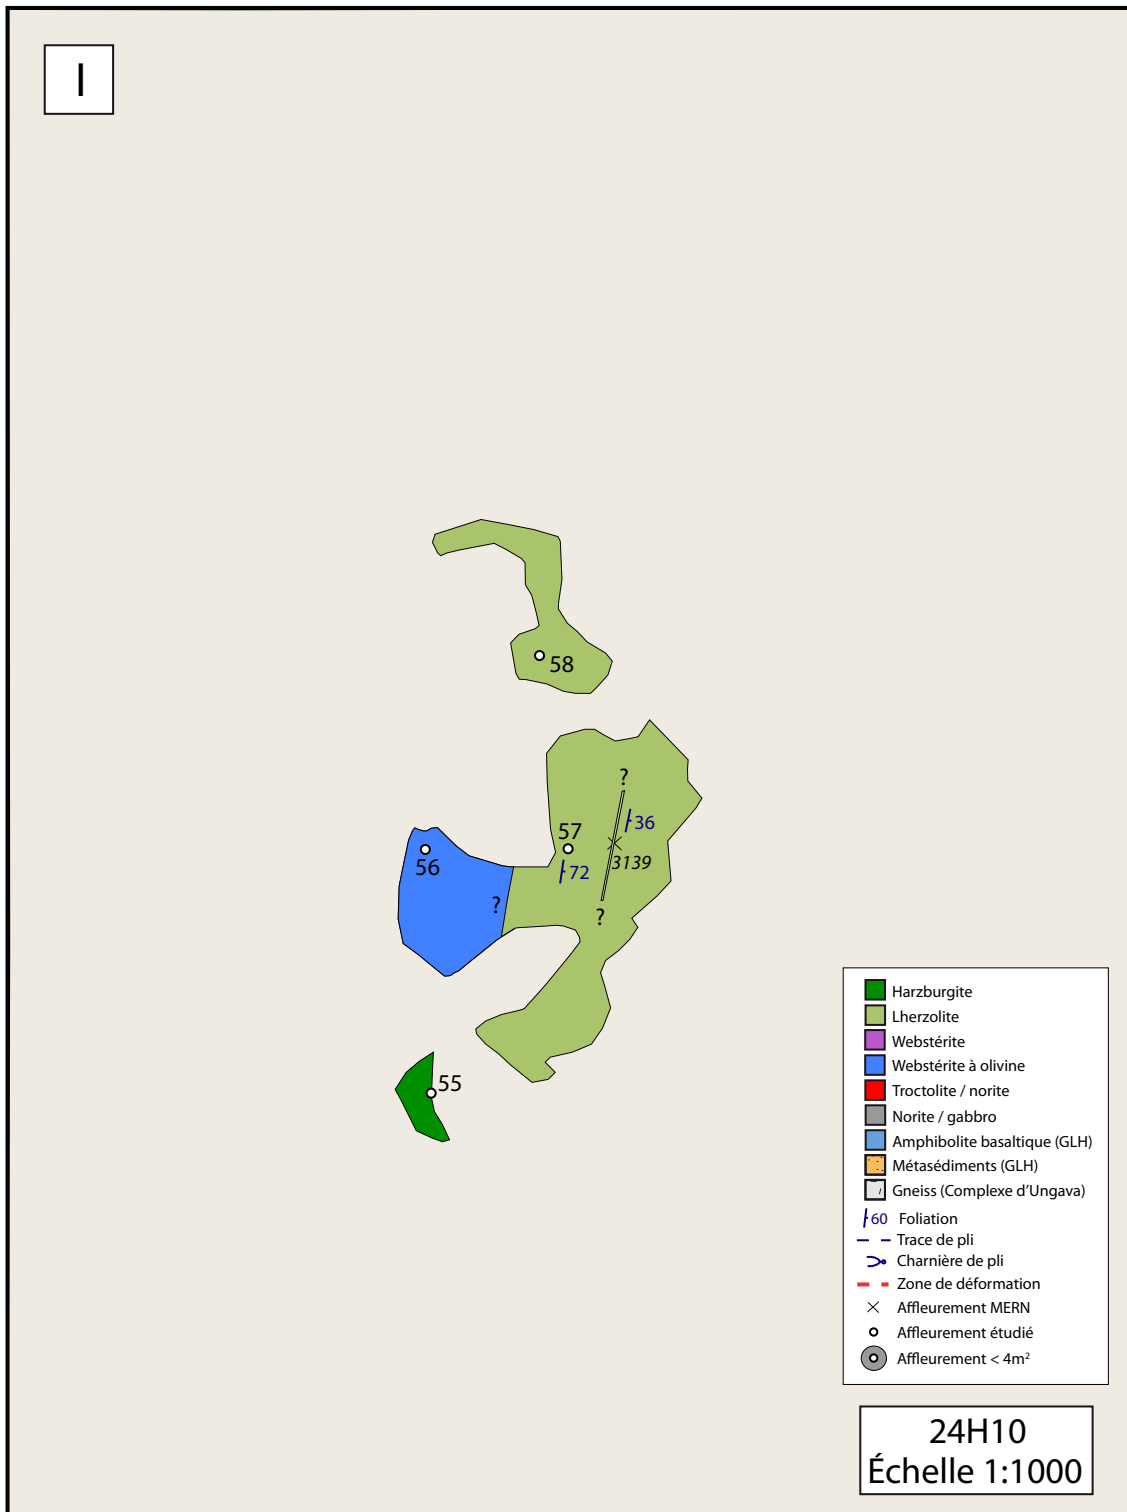 I
58
?
36
57
3139
72
56
?
?
55
Harzburgite
Lherzolite
Webstérite
Webstérite à olivine
Troctolite / norite
Norite / gabbro
Amphibolite basaltique (GLH)
Métasédiments (GLH)
Gneiss (Complexe d'Ungava)
60 Foliation
Trace de pli
Charnière de pli
Zone de déformation
Affleurement MERN
Affleurement étudié
Affleurement < 4m²
24H10
Échelle 1:1000